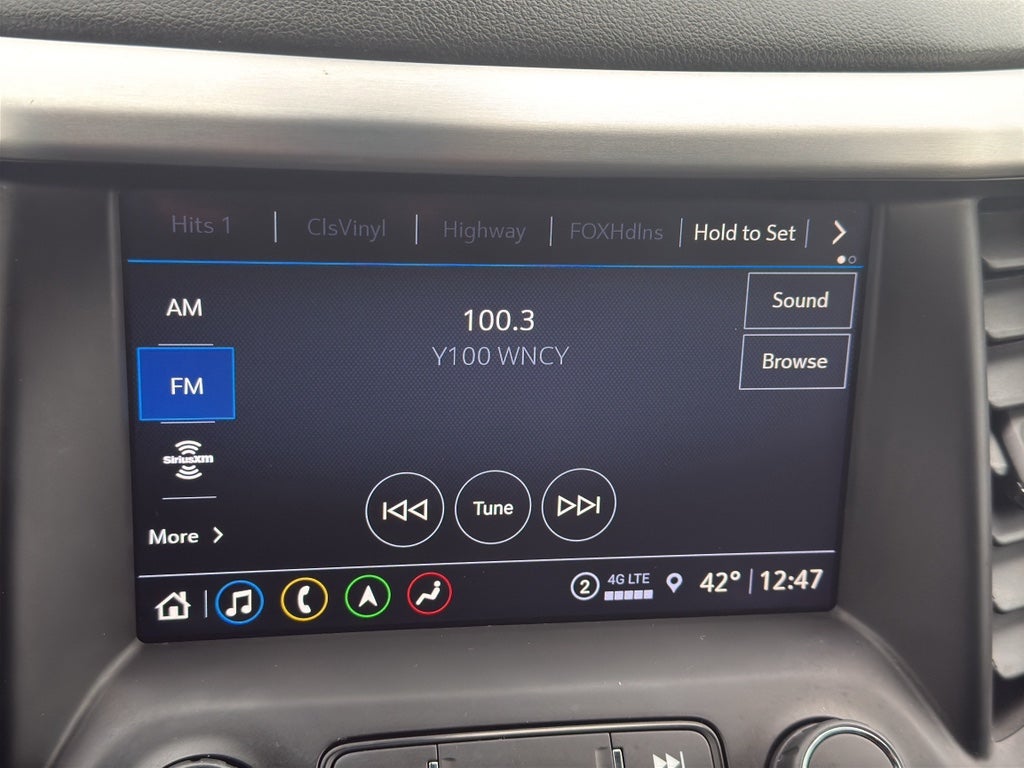 Hits 1 ClsVinyl Highway FOXHdlns Hold to Set
AM
100.3
Sound
Y100 WNCY
Browse
FM
SiriusXM
Tune
More
2 4G LTE 42° 12:47